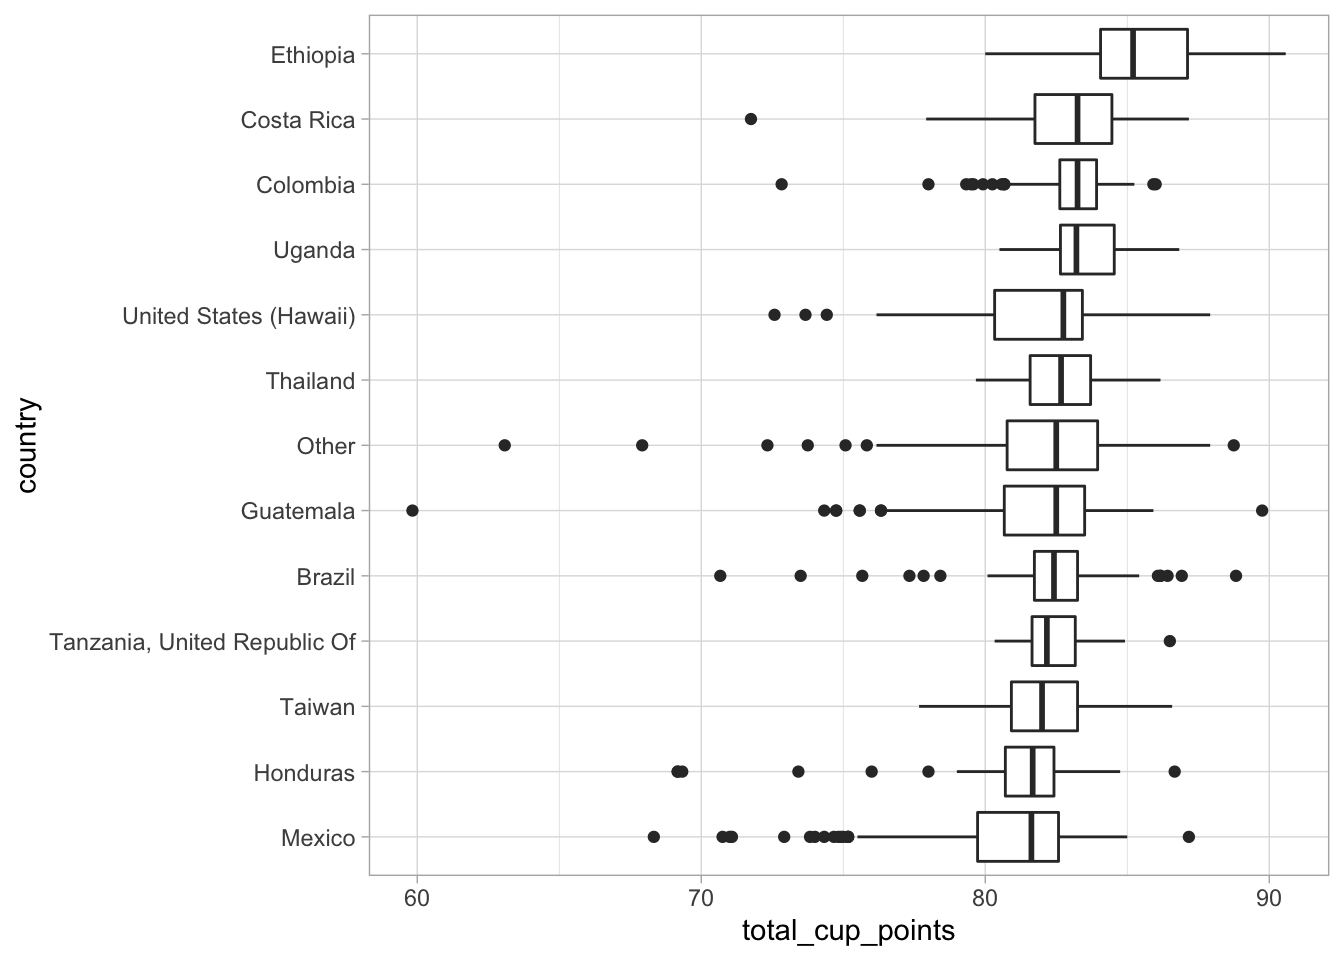 Ethiopia
Costa Rica
Colombia
Uganda
United States (Hawaii)
Thailand
Other
Guatemala
Brazil
Tanzania, United Republic Of
Taiwan
Honduras
Mexico
country
60 70 80 90
total_cup_points